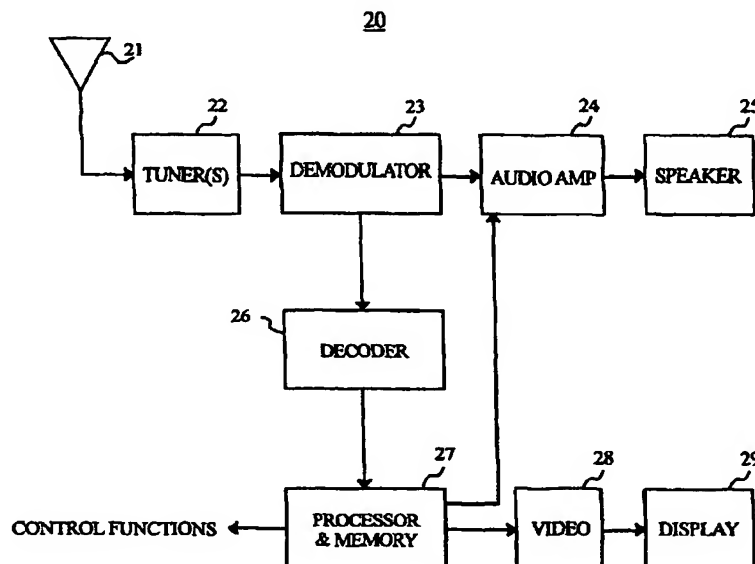 20
21
22
23
24
25
TUNER(S)
DEMODULATOR
AUDIO AMP
SPEAKER
26
DECODER
27
28
29
CONTROL FUNCTIONS
PROCESSOR
& MEMORY
VIDEO
DISPLAY